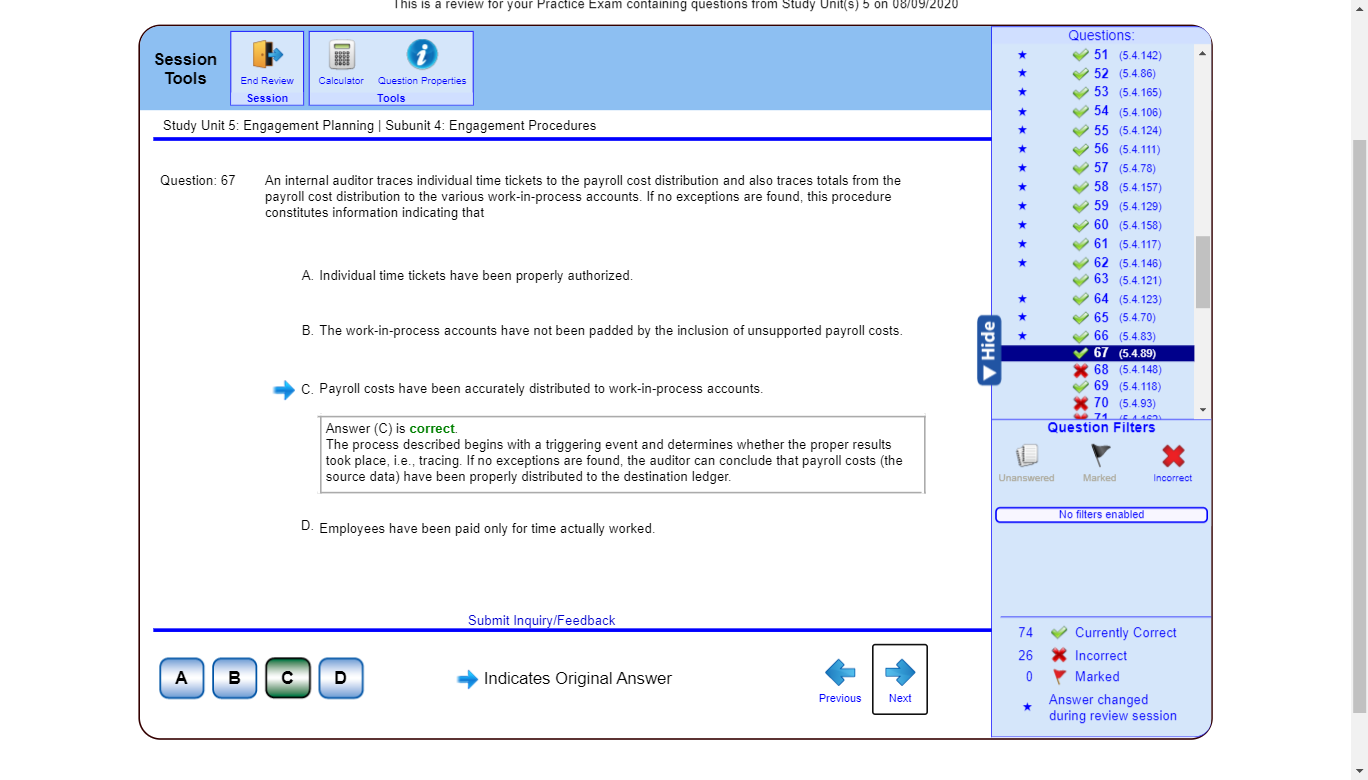 This is a review for your Practice Exam containing questions from Study Unit(s) 5 on 08/09/2020
Session
Tools
End Review
Session
Calculator
Question Properties
Tools
Study Unit 5: Engagement Planning | Subunit 4: Engagement Procedures
Question: 67
An internal auditor traces individual time tickets to the payroll cost distribution and also traces totals from the
payroll cost distribution to the various work-in-process accounts. If no exceptions are found, this procedure
constitutes information indicating that
A. Individual time tickets have been properly authorized.
B. The work-in-process accounts have not been padded by the inclusion of unsupported payroll costs.
C. Payroll costs have been accurately distributed to work-in-process accounts.
Answer (C) is correct.
The process described begins with a triggering event and determines whether the proper results
took place, i.e., tracing. If no exceptions are found, the auditor can conclude that payroll costs (the
source data) have been properly distributed to the destination ledger.
D. Employees have been paid only for time actually worked.
Submit Inquiry/Feedback
A
B
C
D
Indicates Original Answer
Previous
Next
Hide
Questions:
51 (5.4.142)
52 (5.4.86)
53 (5.4.165)
54 (5.4.106)
55 (5.4.124)
56 (5.4.111)
57 (5.4.78)
58 (5.4.157)
59 (5.4.129)
60 (5.4.158)
61 (5.4.117)
62 (5.4.146)
63 (5.4.121)
64 (5.4.123)
65 (5.4.70)
66 (5.4.83)
67 (5.4.89)
68 (5.4.148)
69 (5.4.118)
70 (5.4.93)
71 (5.4.162)
Question Filters
Unanswered
Marked
Incorrect
No filters enabled
74 Currently Correct
26 Incorrect
0 Marked
Answer changed
during review session